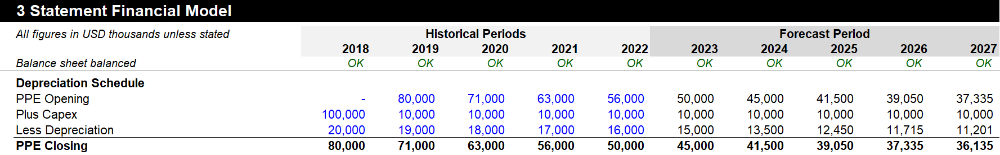 3 Statement Financial Model
All figures in USD thousands unless stated Historical Periods Forecast Period
2018 2019 2020 2021 2022 2023 2024 2025 2026 2027
Balance sheet balanced OK OK OK OK OK OK OK OK OK OK
Depreciation Schedule
PPE Opening - 80,000 71,000 63,000 56,000 50,000 45,000 41,500 39,050 37,335
Plus Capex 100,000 10,000 10,000 10,000 10,000 10,000 10,000 10,000 10,000 10,000
Less Depreciation 20,000 19,000 18,000 17,000 16,000 15,000 13,500 12,450 11,715 11,201
PPE Closing 80,000 71,000 63,000 56,000 50,000 45,000 41,500 39,050 37,335 36,135